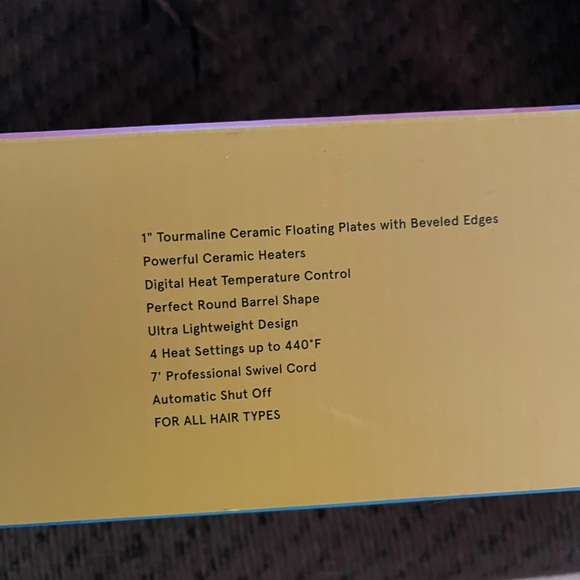 1" Tourmaline Ceramic Floating Plates with Beveled Edges
Powerful Ceramic Heaters
Digital Heat Temperature Control
Perfect Round Barrel Shape
Ultra Lightweight Design
4 Heat Settings up to 440°F
7' Professional Swivel Cord
Automatic Shut Off
FOR ALL HAIR TYPES